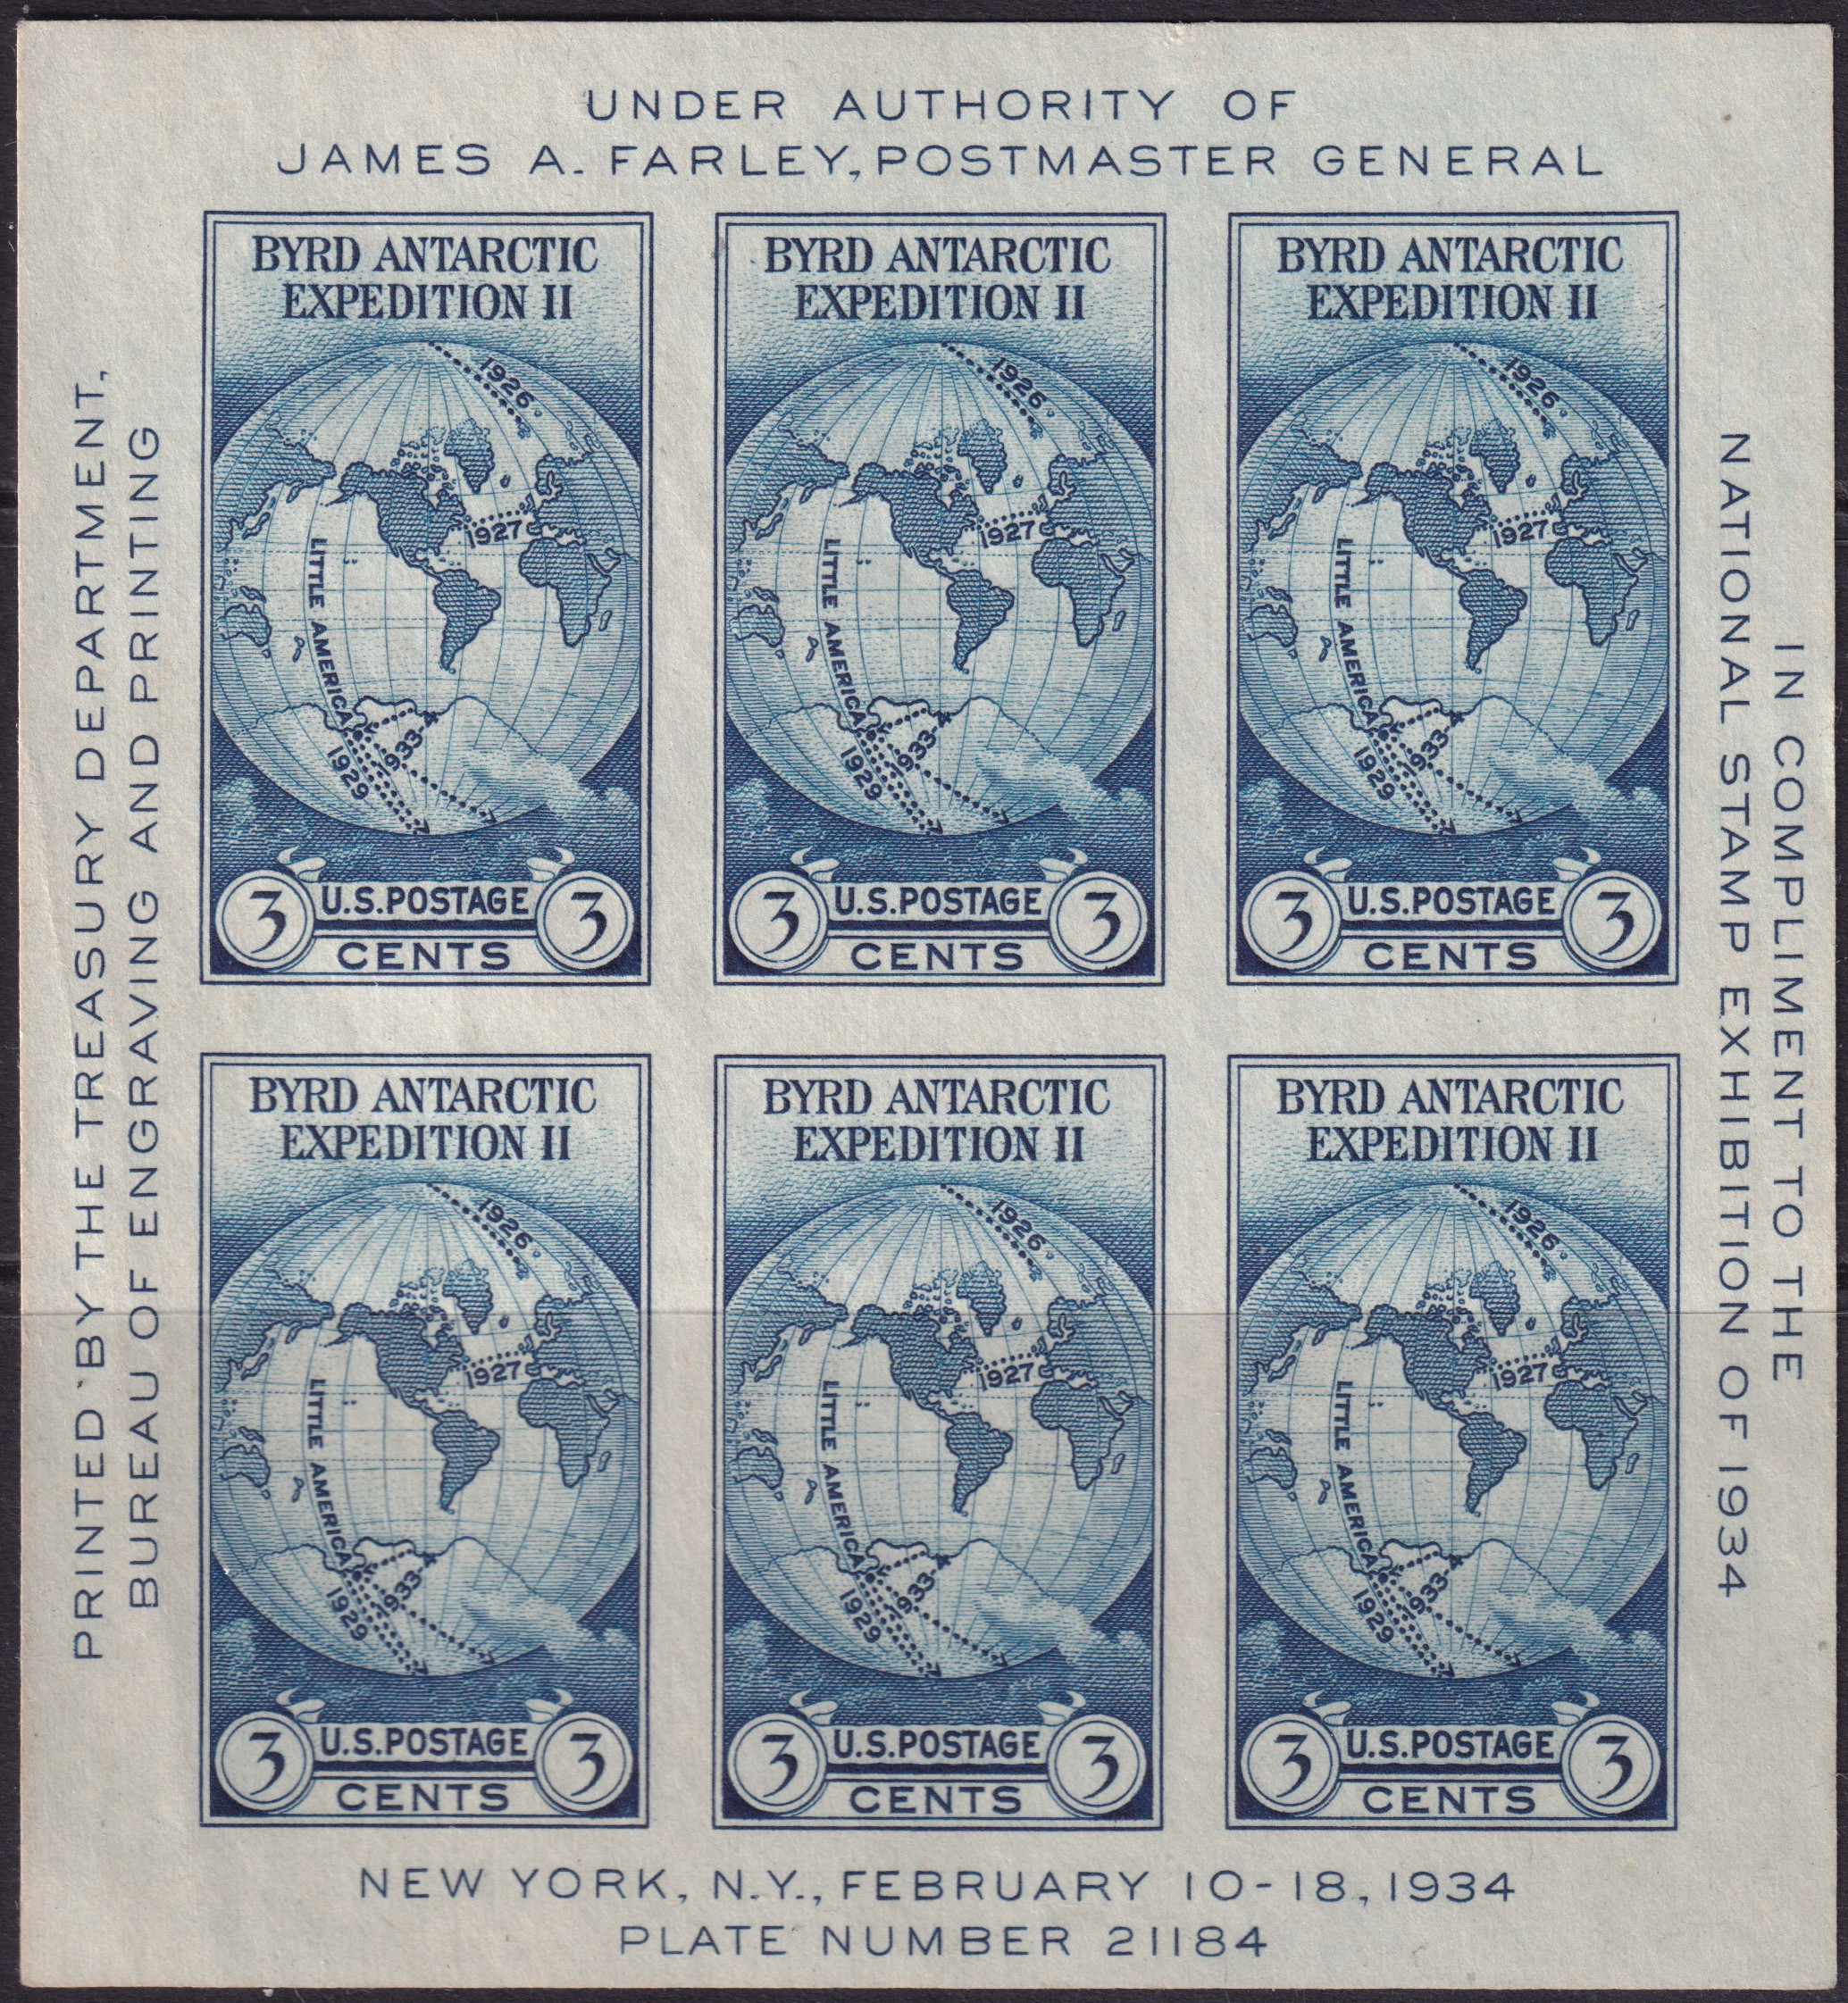 UNDER AUTHORITY OF
JAMES A. FARLEY, POSTMASTER GENERAL
PRINTED BY THE TREASURY DEPARTMENT,
BUREAU OF ENGRAVING AND PRINTING
BYRD ANTARCTIC
EXPEDITION II
1926
1927
LITTLE AMERICA
1933
1929
3 U.S. POSTAGE 3
CENTS
BYRD ANTARCTIC
EXPEDITION II
1926
1927
LITTLE AMERICA
1933
1929
3 U.S. POSTAGE 3
CENTS
BYRD ANTARCTIC
EXPEDITION II
1926
1927
LITTLE AMERICA
1933
1929
3 U.S. POSTAGE 3
CENTS
BYRD ANTARCTIC
EXPEDITION II
1926
1927
LITTLE AMERICA
1933
1929
3 U.S. POSTAGE 3
CENTS
BYRD ANTARCTIC
EXPEDITION II
1926
1927
LITTLE AMERICA
1933
1929
3 U.S. POSTAGE 3
CENTS
BYRD ANTARCTIC
EXPEDITION II
1926
1927
LITTLE AMERICA
1933
1929
3 U.S. POSTAGE 3
CENTS
IN COMPLIMENT TO THE
NATIONAL STAMP EXHIBITION OF 1934
NEW YORK, N.Y., FEBRUARY 10-18, 1934
PLATE NUMBER 21184